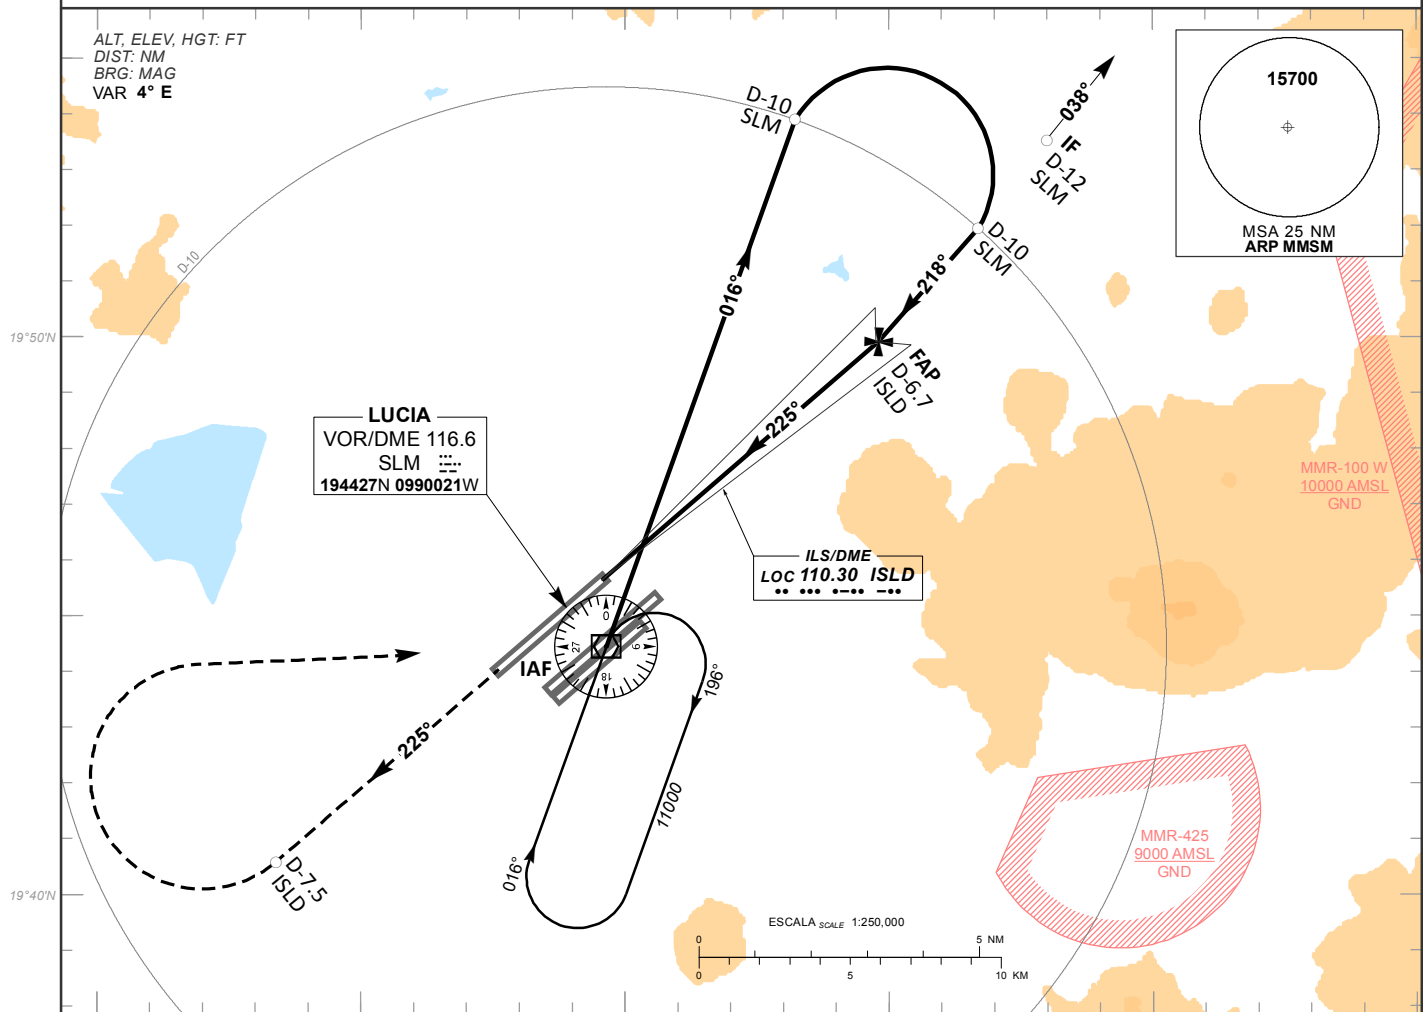 ALT, ELEV, HGT: FT
DIST: NM
BRG: MAG
VAR 4° E
15700
MSA 25 NM
ARP MMSM
D-10
SLM
038°
IF
D-12
SLM
D-10
SLM
D-10
016°
218°
19°50'N
FAP
D-6.7
ISLD
225°
LUCIA
VOR/DME 116.6
SLM
194427N 0990021W
MMR-100 W
10000 AMSL
GND
ILS/DME
LOC 110.30 ISLD
0
9
18
27
IAF
196°
225°
11000
016°
D-7.5
ISLD
MMR-425
9000 AMSL
GND
19°40'N
ESCALA SCALE 1:250,000
0 5 NM
0 5 10 KM